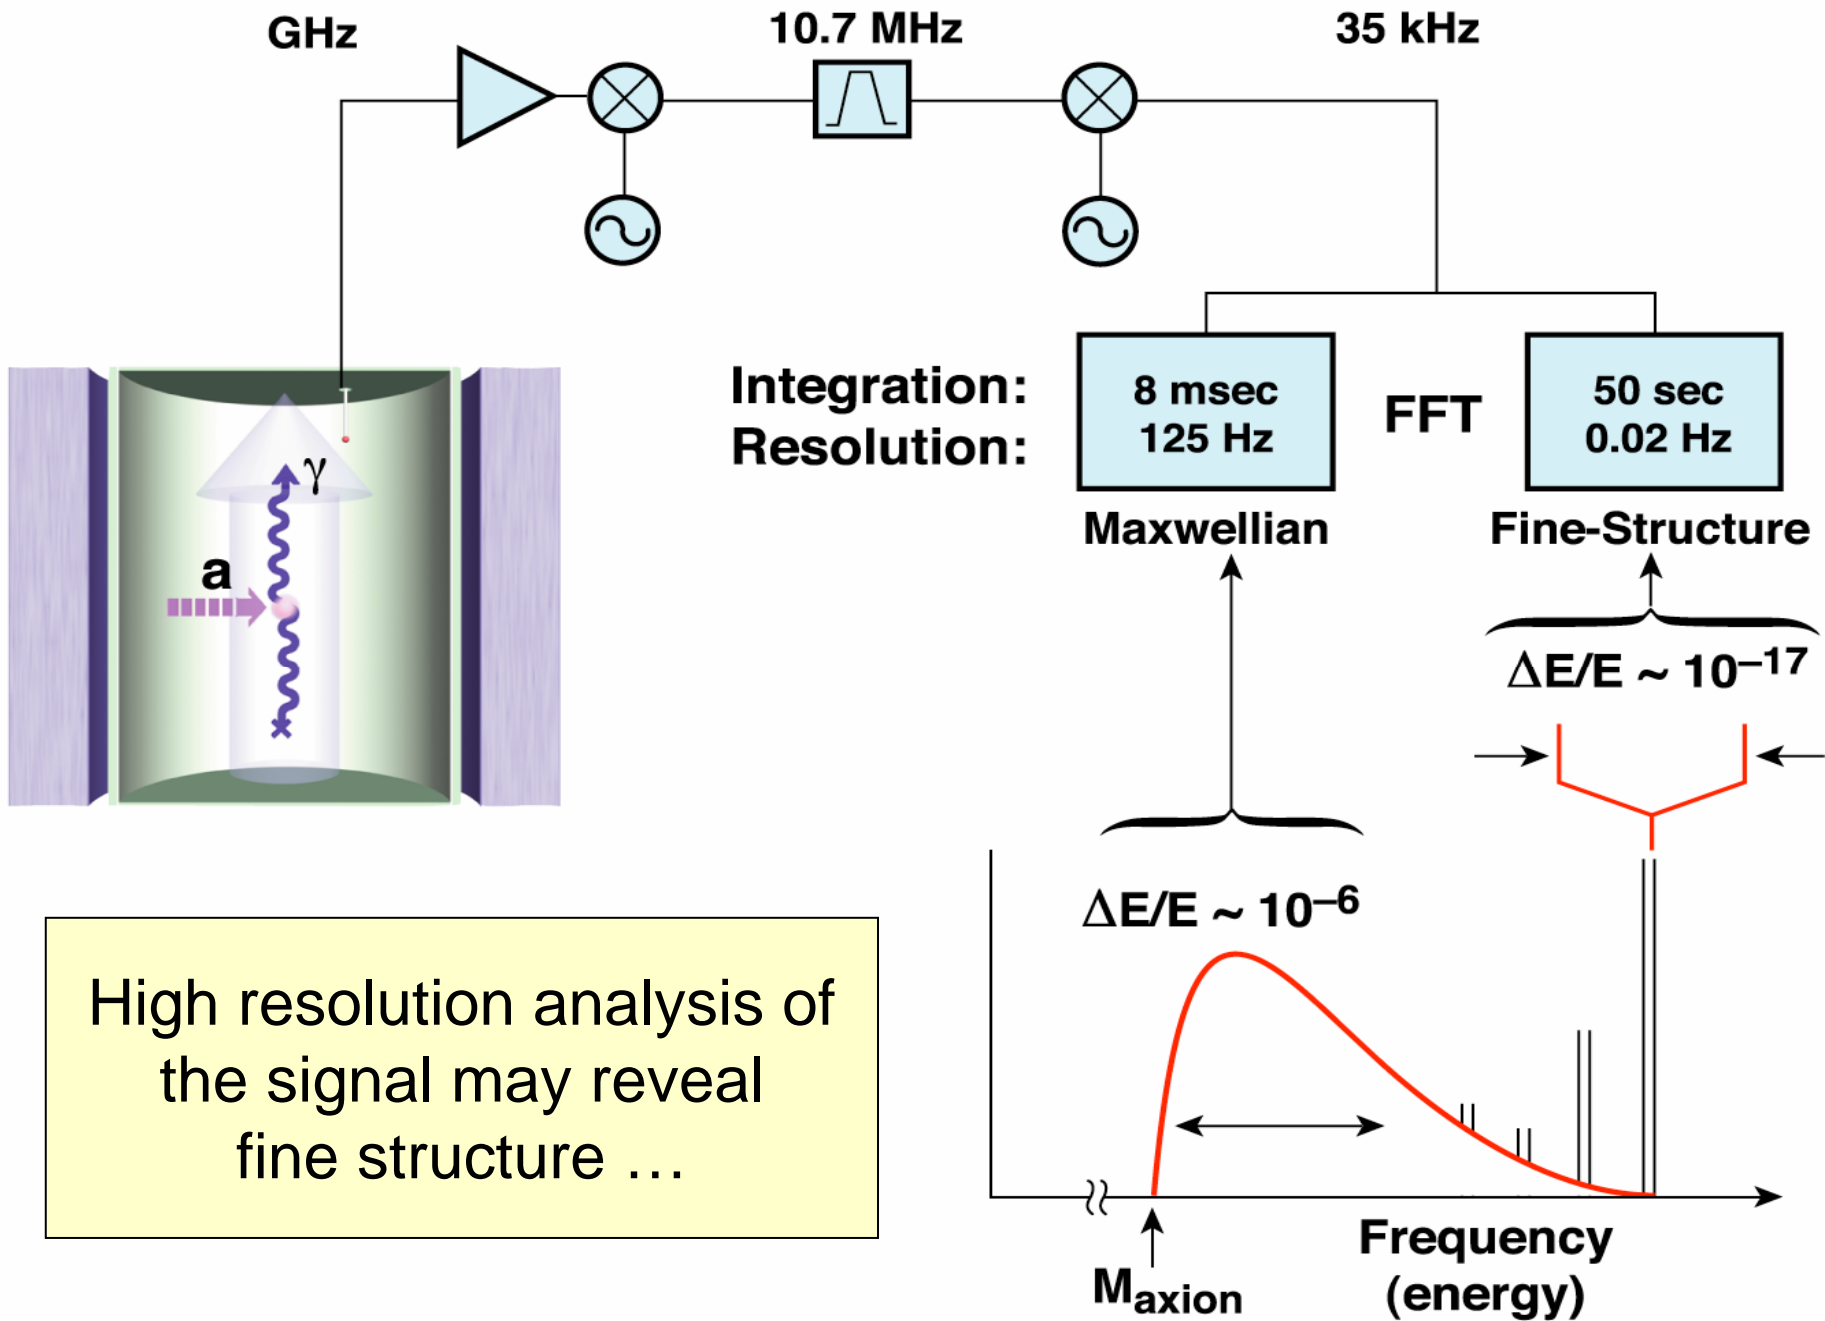 GHz
10.7 MHz
35 kHz
Integration:
Resolution:
8 msec
125 Hz
FFT
50 sec
0.02 Hz
Maxwellian
Fine-Structure
γ
a
ΔE/E ~ 10⁻¹⁷
ΔE/E ~ 10⁻⁶
High resolution analysis of
the signal may reveal
fine structure …
Frequency
(energy)
Maxion